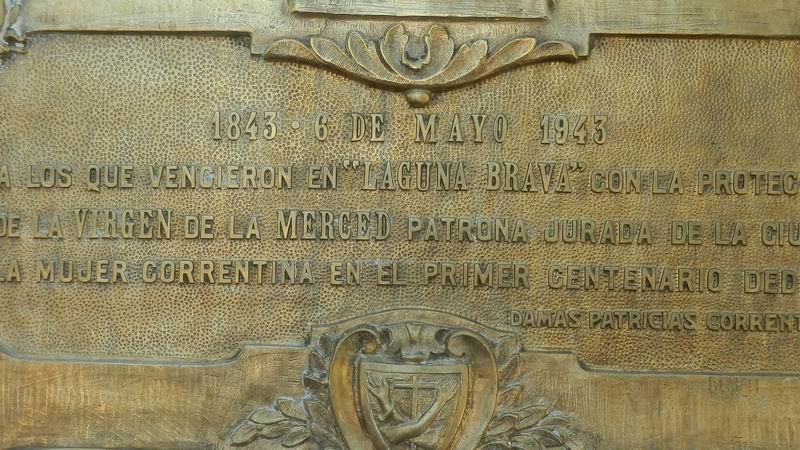 1843 · 6 DE MAYO 1943
A LOS QUE VENCIERON EN "LAGUNA BRAVA" CON LA PROTEC
DE LA VIRGEN DE LA MERCED PATRONA JURADA DE LA CIU
LA MUJER CORRENTINA EN EL PRIMER CENTENARIO DED
DAMAS PATRICIAS CORRENT